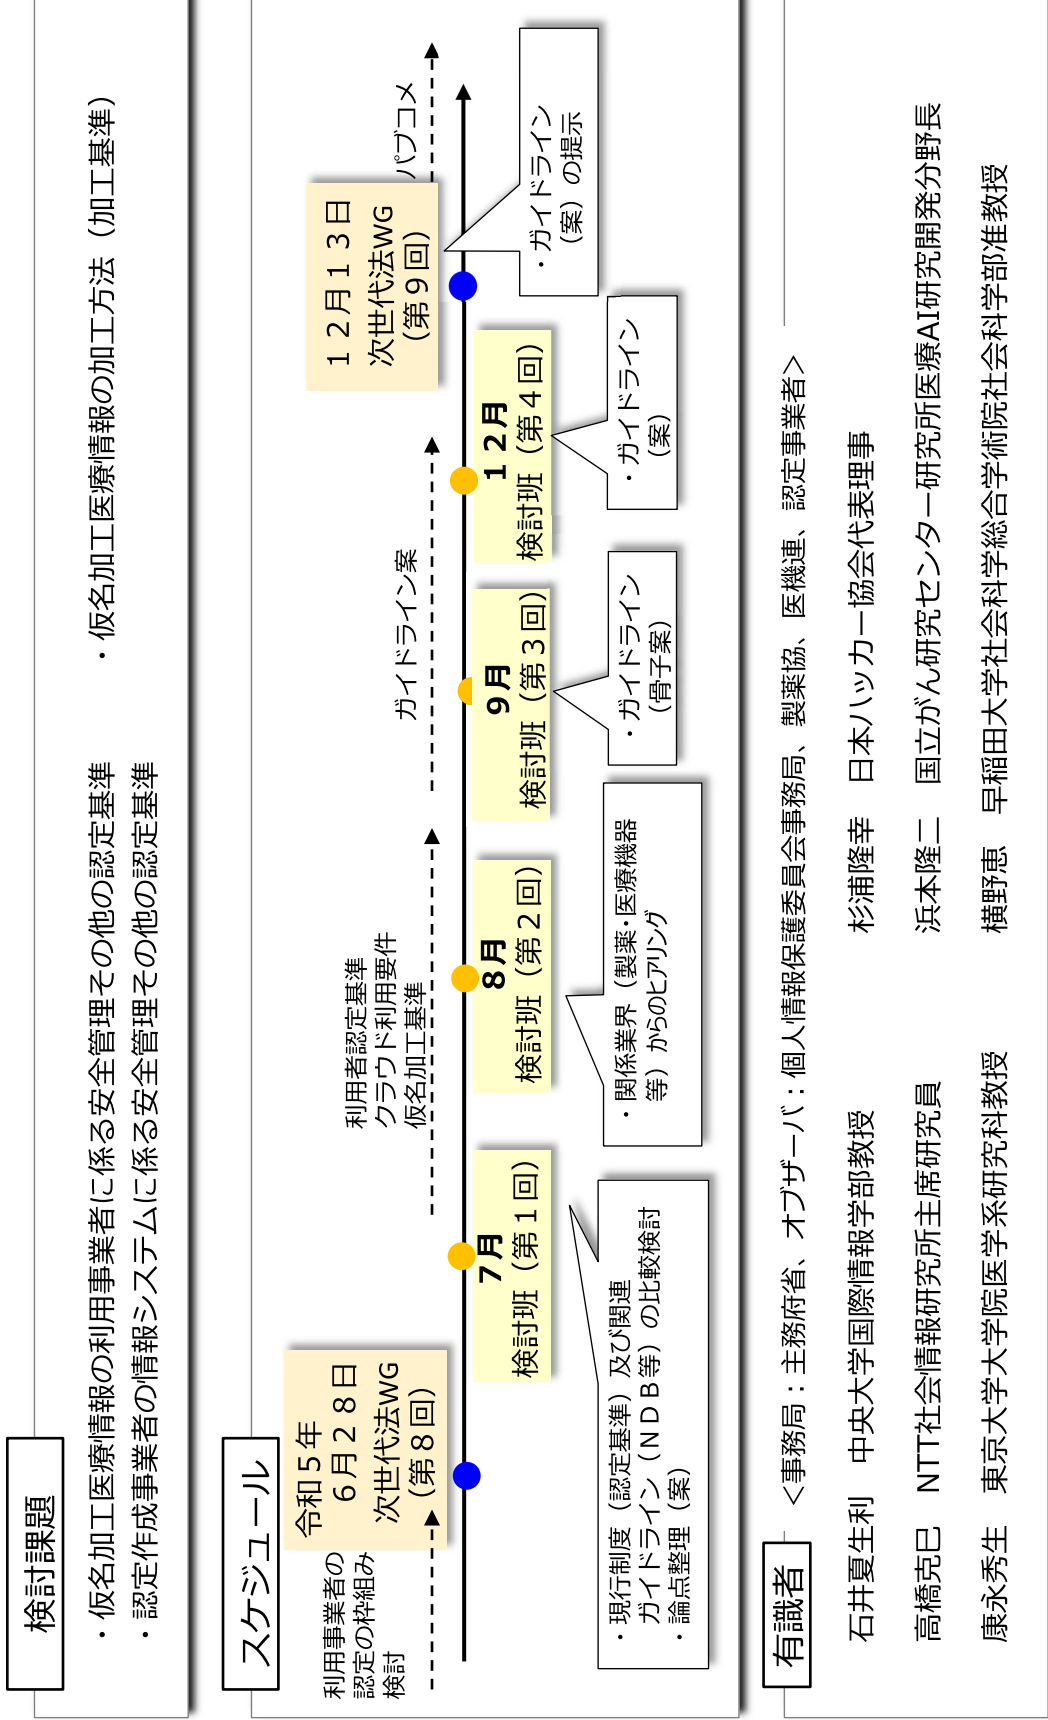 検討課題
・仮名加工医療情報の利用事業者に係る安全管理その他の認定基準
・認定作成事業者の情報システムに係る安全管理その他の認定基準
・仮名加工医療情報の加工方法（加工基準）
スケジュール
利用事業者の
認定の枠組み
検討
令和５年
６月２８日
次世代法WG
（第８回）
利用者認定基準
クラウド利用要件
仮名加工基準
ガイドライン案
１２月１３日
次世代法WG
（第９回）
パブコメ
７月
検討班（第１回）
８月
検討班（第２回）
９月
検討班（第３回）
１２月
検討班（第４回）
・現行制度（認定基準）及び関連
ガイドライン（ＮＤＢ等）の比較検討
・論点整理（案）
・関係業界（製薬・医療機器
等）からのヒアリング
・ガイドライン
（骨子案）
・ガイドライン
（案）
・ガイドライン
（案）の提示
有識者
＜事務局：主務府省、オブザーバ：個人情報保護委員会事務局、製薬協、医機連、認定事業者＞
石井夏生利　中央大学国際情報学部教授
杉浦隆幸　日本ハッカー協会代表理事
高橋克巳　NTT社会情報研究所主席研究員
浜本隆二　国立がん研究センター研究所医療AI研究開発分野長
康永秀生　東京大学大学院医学系研究科教授
横野恵　早稲田大学社会科学総合学術院社会科学部准教授